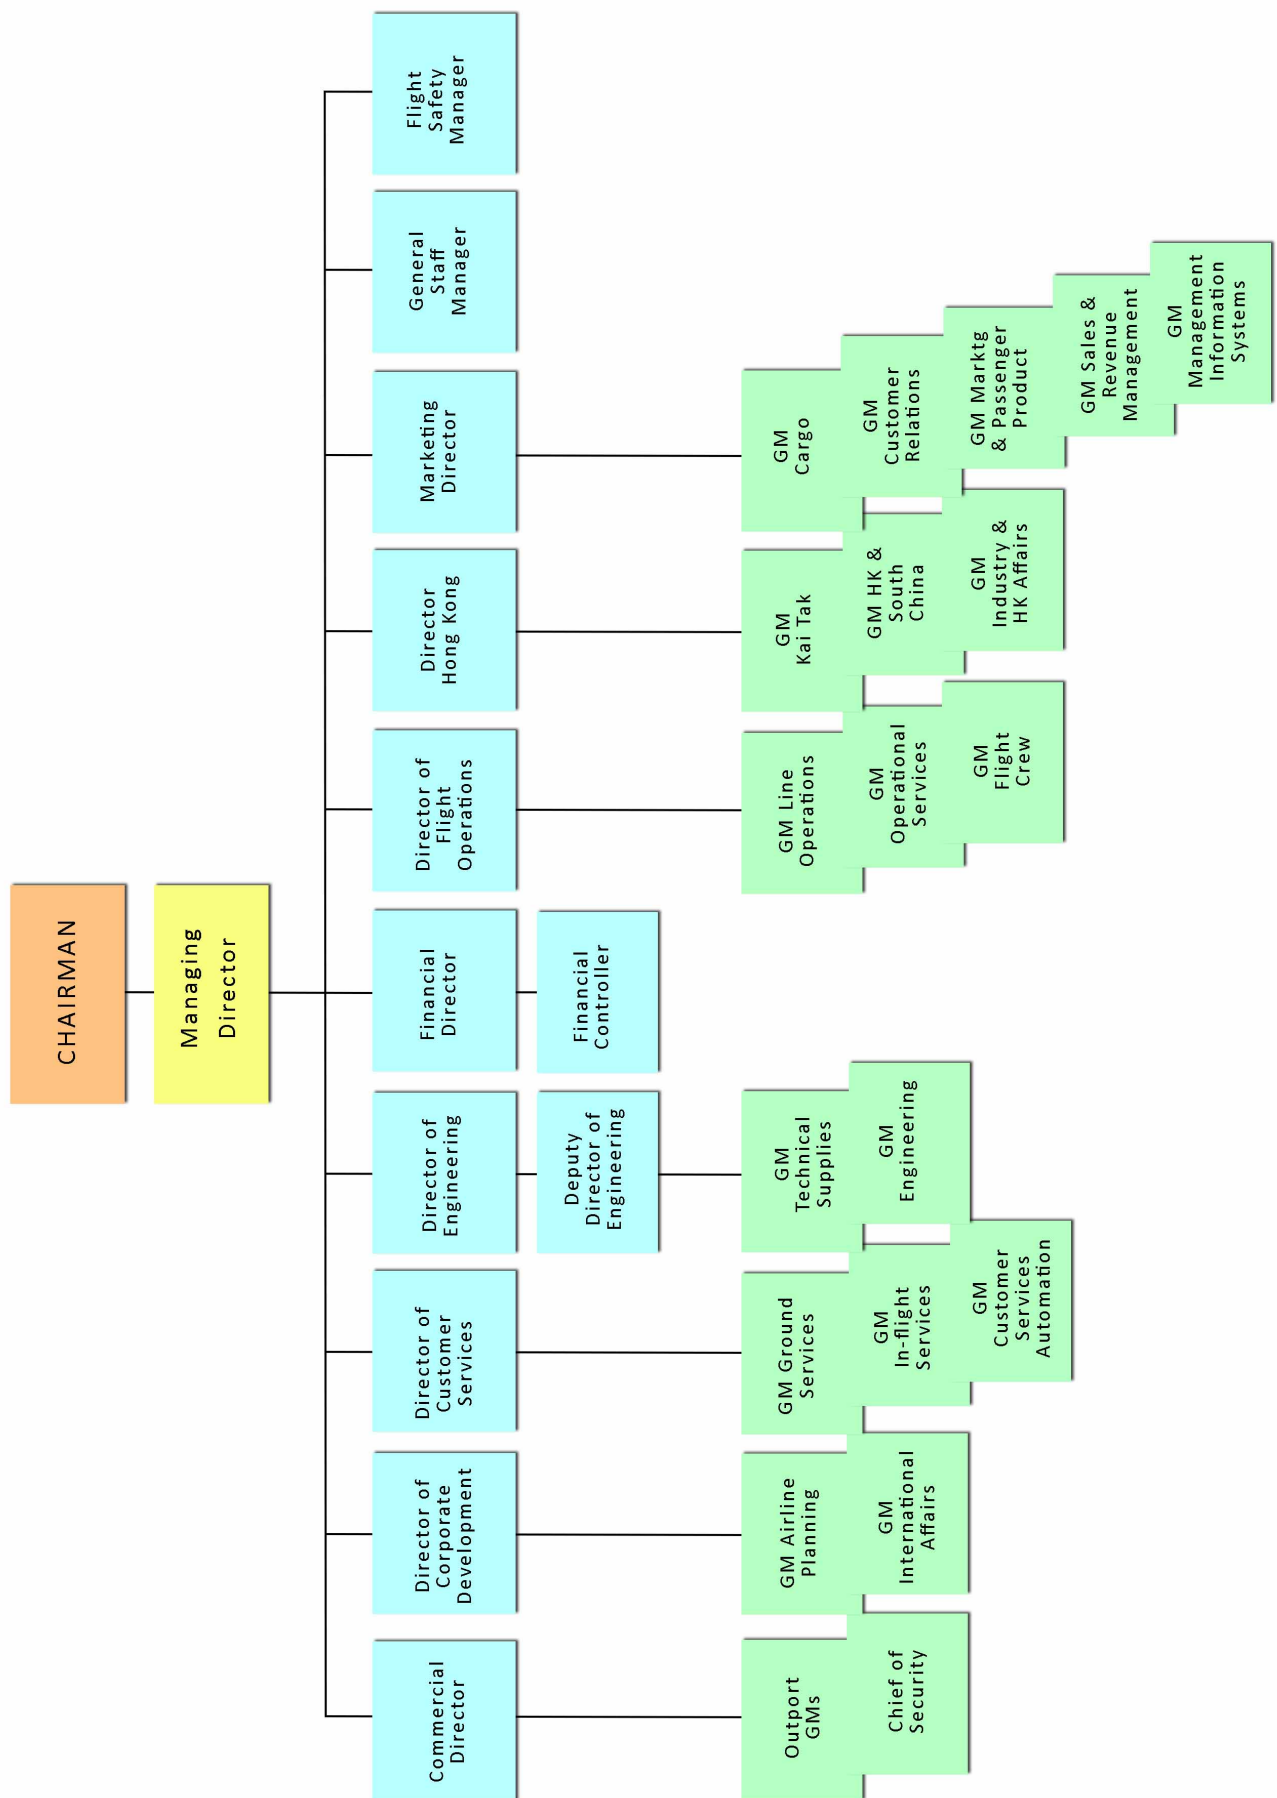 CHAIRMAN
Managing
Director
Commercial
Director
Director of
Corporate
Development
Director of
Customer
Services
Director of
Engineering
Financial
Director
Director of
Flight
Operations
Director
Hong Kong
Marketing
Director
General
Staff
Manager
Flight
Safety
Manager
Deputy
Director of
Engineering
Financial
Controller
Outport
GMs
Chief of
Security
GM Airline
Planning
GM
International
Affairs
GM Ground
Services
GM
In-flight
Services
GM
Customer
Services
Automation
GM
Technical
Supplies
GM
Engineering
GM Line
Operations
GM
Operational
Services
GM
Flight
Crew
GM
Kai Tak
GM HK &
South
China
GM
Industry &
HK Affairs
GM
Cargo
GM
Customer
Relations
GM Marktg
& Passenger
Product
GM Sales &
Revenue
Management
GM
Management
Information
Systems